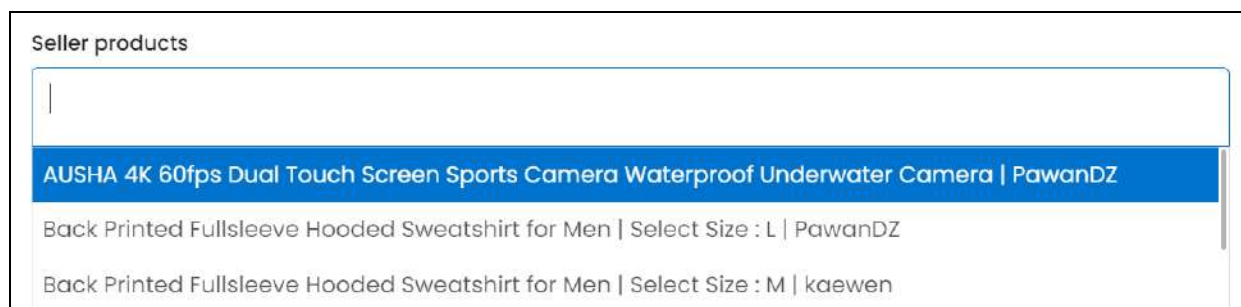 Seller products
AUSHA 4K 60fps Dual Touch Screen Sports Camera Waterproof Underwater Camera | PawanDZ
Back Printed Fullsleeve Hooded Sweatshirt for Men | Select Size : L | PawanDZ
Back Printed Fullsleeve Hooded Sweatshirt for Men | Select Size : M | kaewen